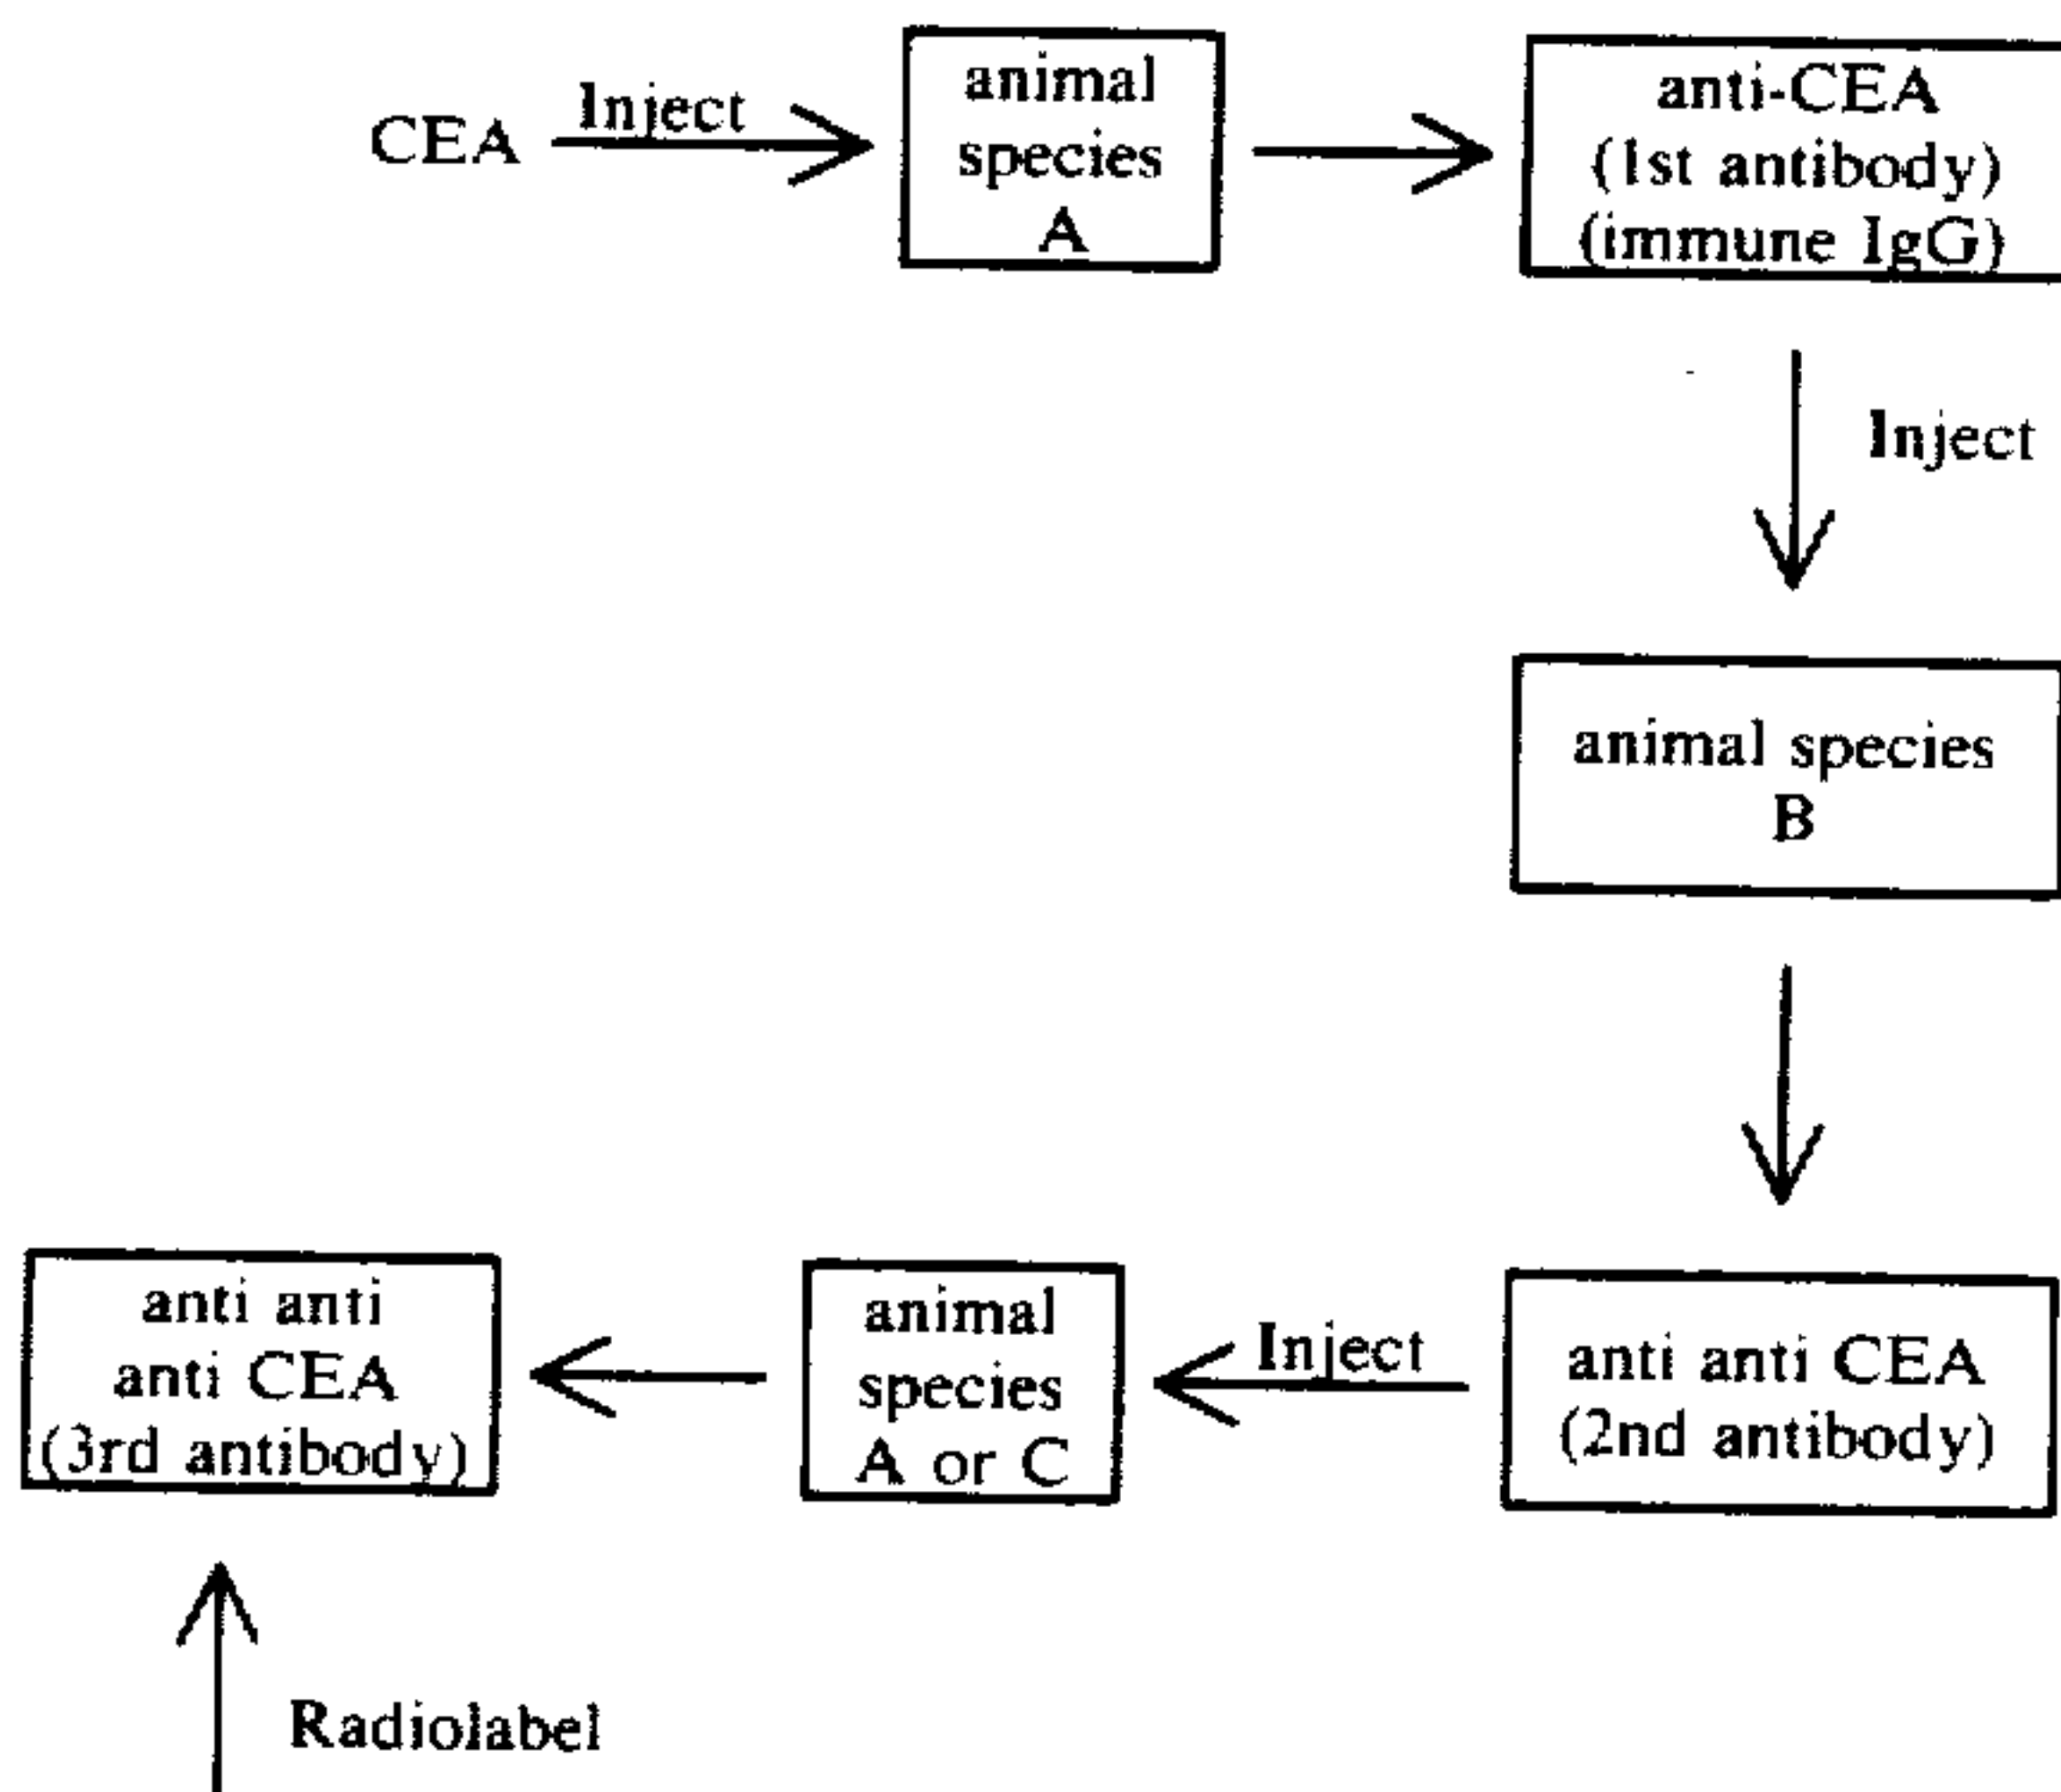 CEA
Inject
animal
species
A
anti-CEA
(1st antibody)
(immune IgG)
Inject
animal species
B
anti anti CEA
(2nd antibody)
Inject
animal
species
A or C
anti anti
anti CEA
(3rd antibody)
Radiolabel